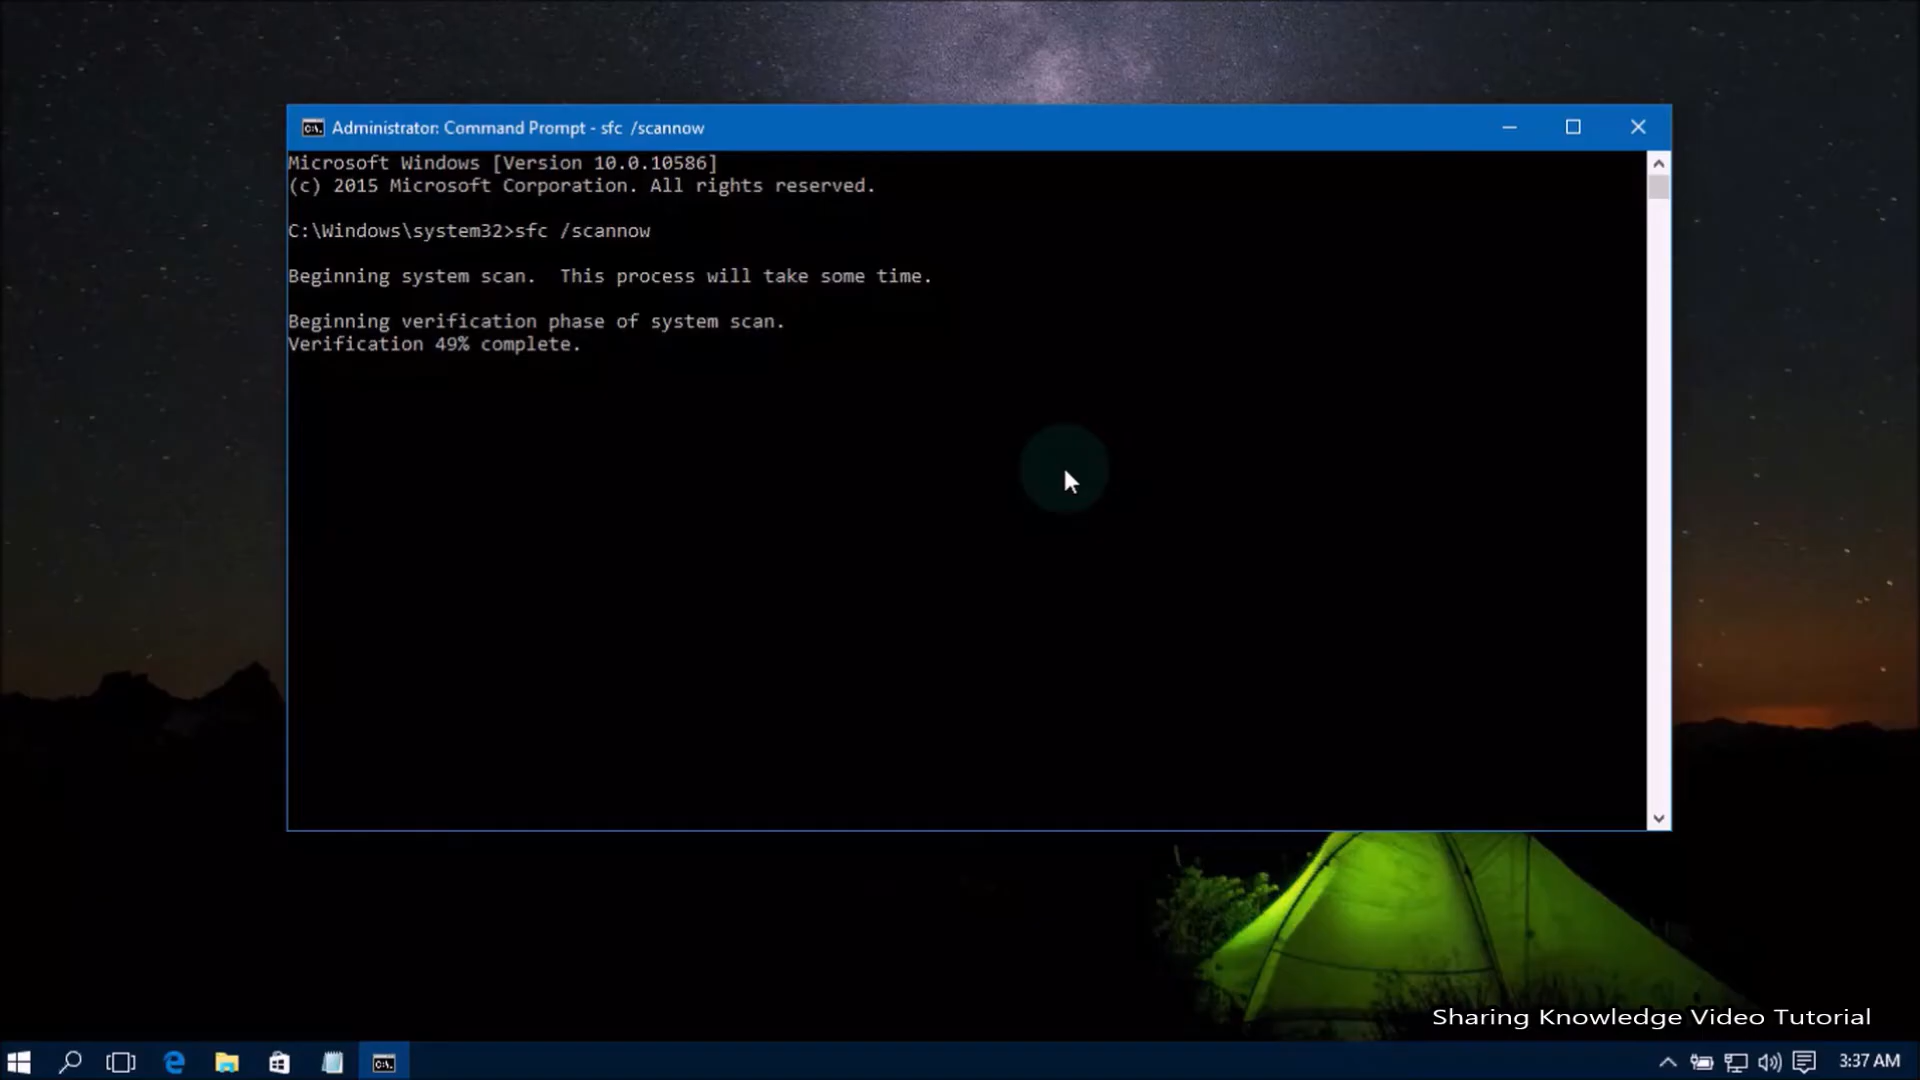 Administrator: Command Prompt - sfc  /scannow
Microsoft Windows [Version 10.0.10586]
(c) 2015 Microsoft Corporation. All rights reserved.
C:\Windows\system32>sfc /scannow
Beginning system scan.  This process will take some time.
Beginning verification phase of system scan.
Verification 49% complete.
Sharing Knowledge Video Tutorial
3:37 AM